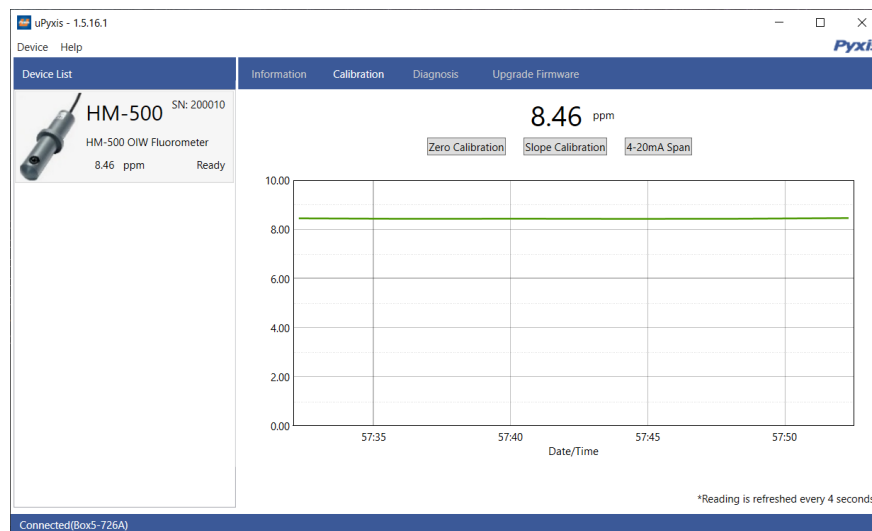 uPyxis - 1.5.16.1
Device Help
Device List
HM-500
SN: 200010
HM-500 OIW Fluorometer
8.46 ppm Ready
Information Calibration Diagnosis Upgrade Firmware
8.46 ppm
Zero Calibration Slope Calibration 4-20mA Span
10.00
8.00
6.00
4.00
2.00
0.00
57:35 57:40 57:45 57:50
Date/Time
*Reading is refreshed every 4 seconds
Connected(Box5-726A)